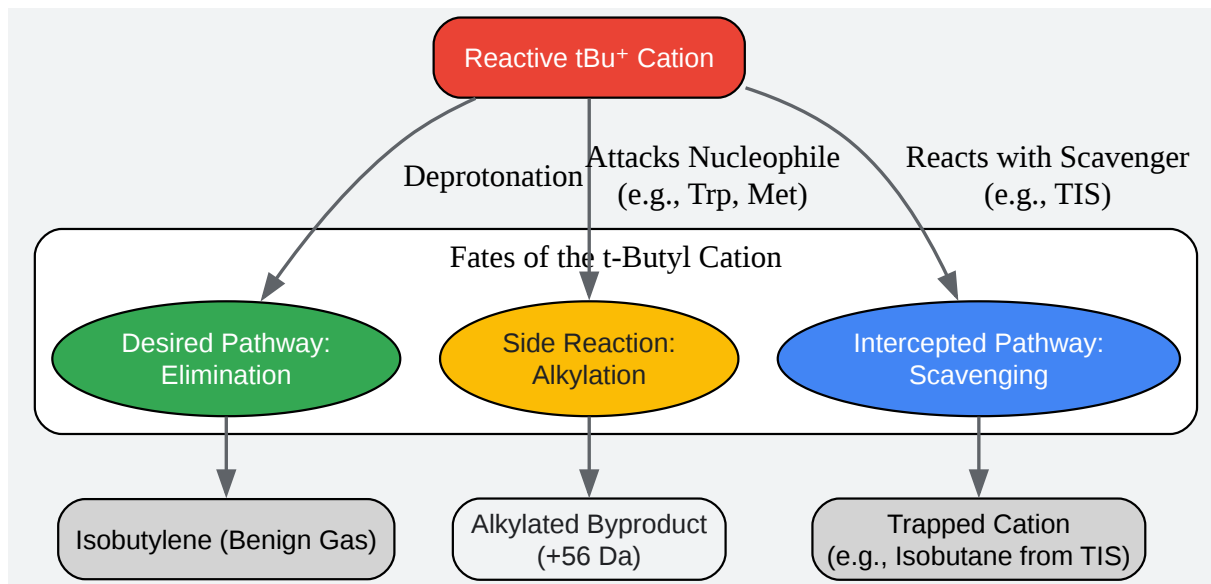 Reactive tBu⁺ Cation
Deprotonation
Attacks Nucleophile
(e.g., Trp, Met)
Reacts with Scavenger
(e.g., TIS)
Fates of the t-Butyl Cation
Desired Pathway:
Elimination
Side Reaction:
Alkylation
Intercepted Pathway:
Scavenging
Isobutylene (Benign Gas)
Alkylated Byproduct
(+56 Da)
Trapped Cation
(e.g., Isobutane from TIS)